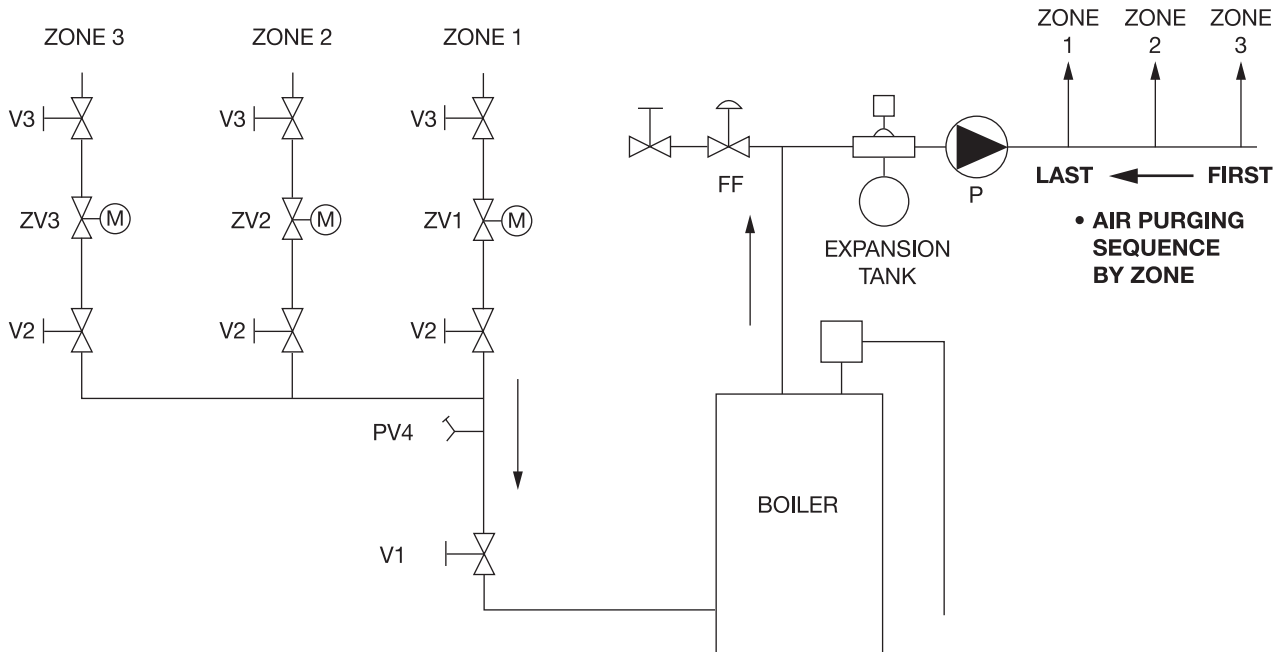 ZONE 3
ZONE 2
ZONE 1
ZONE
1
ZONE
2
ZONE
3
V3
V3
V3
FF
P
LAST
FIRST
ZV3
M
ZV2
M
ZV1
M
• AIR PURGING
SEQUENCE
BY ZONE
EXPANSION
TANK
V2
V2
V2
PV4
BOILER
V1